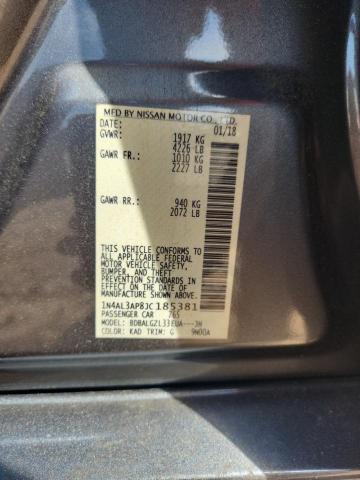 MFD BY NISSAN MOTOR CO., LTD.
DATE: 01/18
GVWR: 1917 KG
4226 LB
GAWR FR.: 1010 KG
2227 LB
GAWR RR.: 940 KG
2072 LB
THIS VEHICLE CONFORMS TO
ALL APPLICABLE FEDERAL
MOTOR VEHICLE SAFETY,
BUMPER, AND THEFT
PREVENTION STANDARDS
IN EFFECT ON THE DATE OF
MANUFACTURE SHOWN ABOVE.
1N4AL3AP8JC185381
PASSENGER CAR 765
MODEL: BDBALGZL33EUA---JH
COLOR: KAD TRIM: G 9N00A